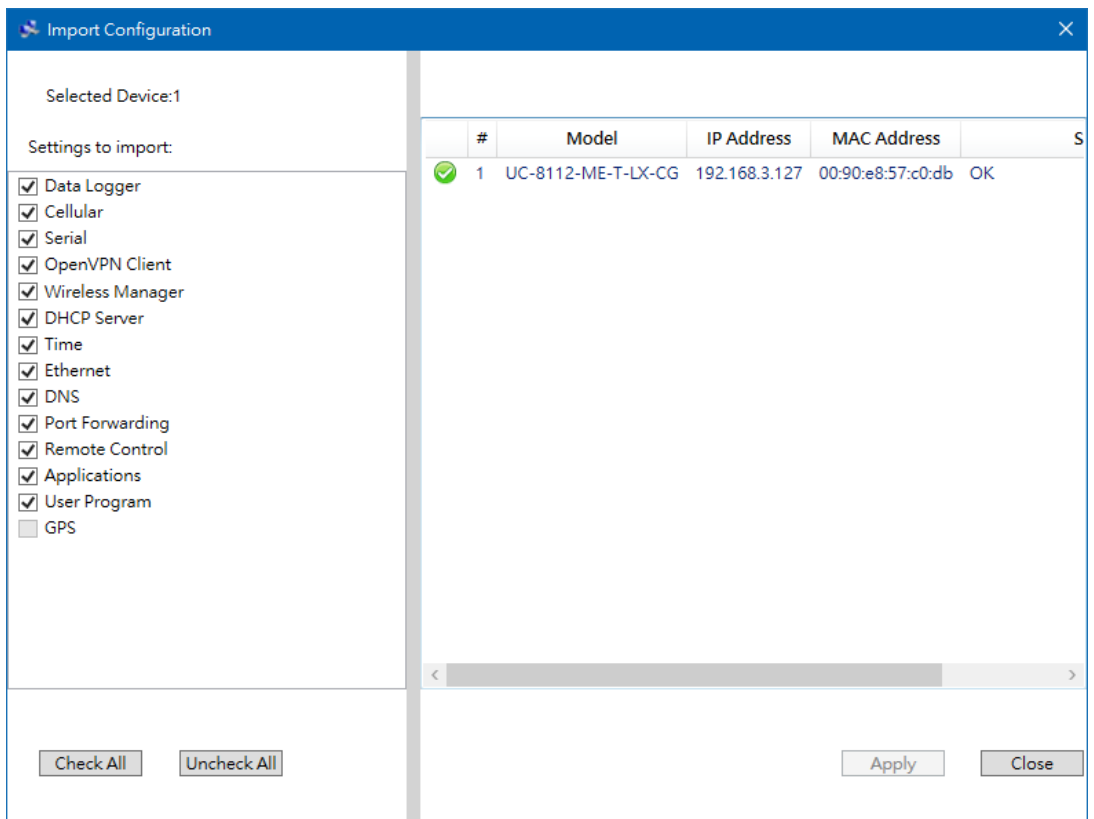 Import Configuration
Selected Device:1
Settings to import:
Data Logger
Cellular
Serial
OpenVPN Client
Wireless Manager
DHCP Server
Time
Ethernet
DNS
Port Forwarding
Remote Control
Applications
User Program
GPS
Check All Uncheck All
# Model IP Address MAC Address S
1 UC-8112-ME-T-LX-CG 192.168.3.127 00:90:e8:57:c0:db OK
Apply Close